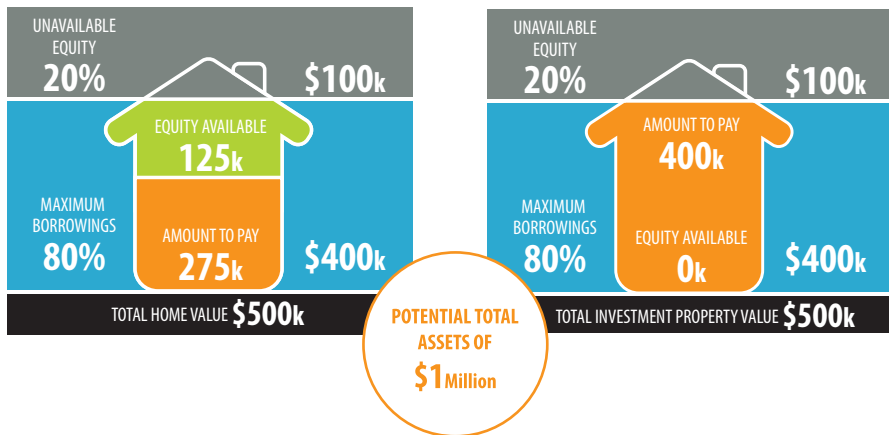 UNAVAILABLE
EQUITY
20%
$100k
EQUITY AVAILABLE
125k
MAXIMUM
BORROWINGS
80%
AMOUNT TO PAY
275k
$400k
TOTAL HOME VALUE $500k
POTENTIAL TOTAL
ASSETS OF
$1 Million
UNAVAILABLE
EQUITY
20%
$100k
AMOUNT TO PAY
400k
MAXIMUM
BORROWINGS
80%
EQUITY AVAILABLE
0k
$400k
TOTAL INVESTMENT PROPERTY VALUE $500k